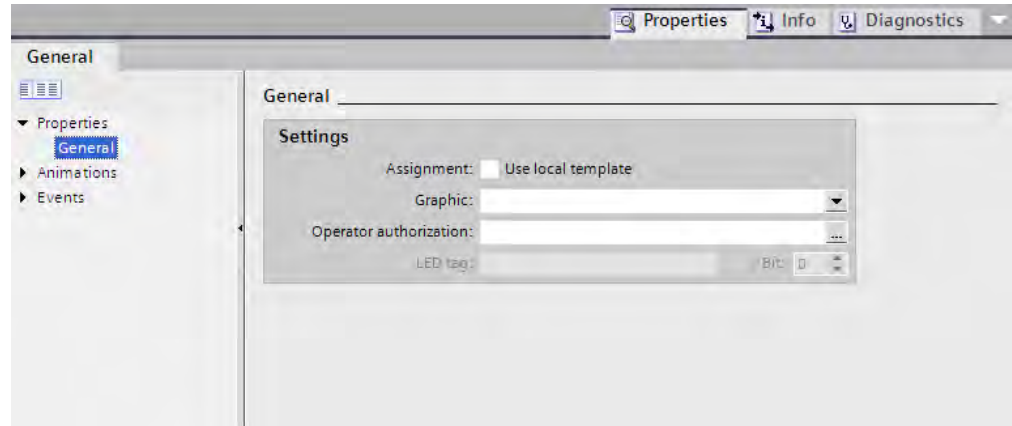 Properties Info Diagnostics
General
General
Properties
Settings
General
Assignment: Use local template
Animations
Graphic:
Events
Operator authorization: ...
LED tag: Bit: 0